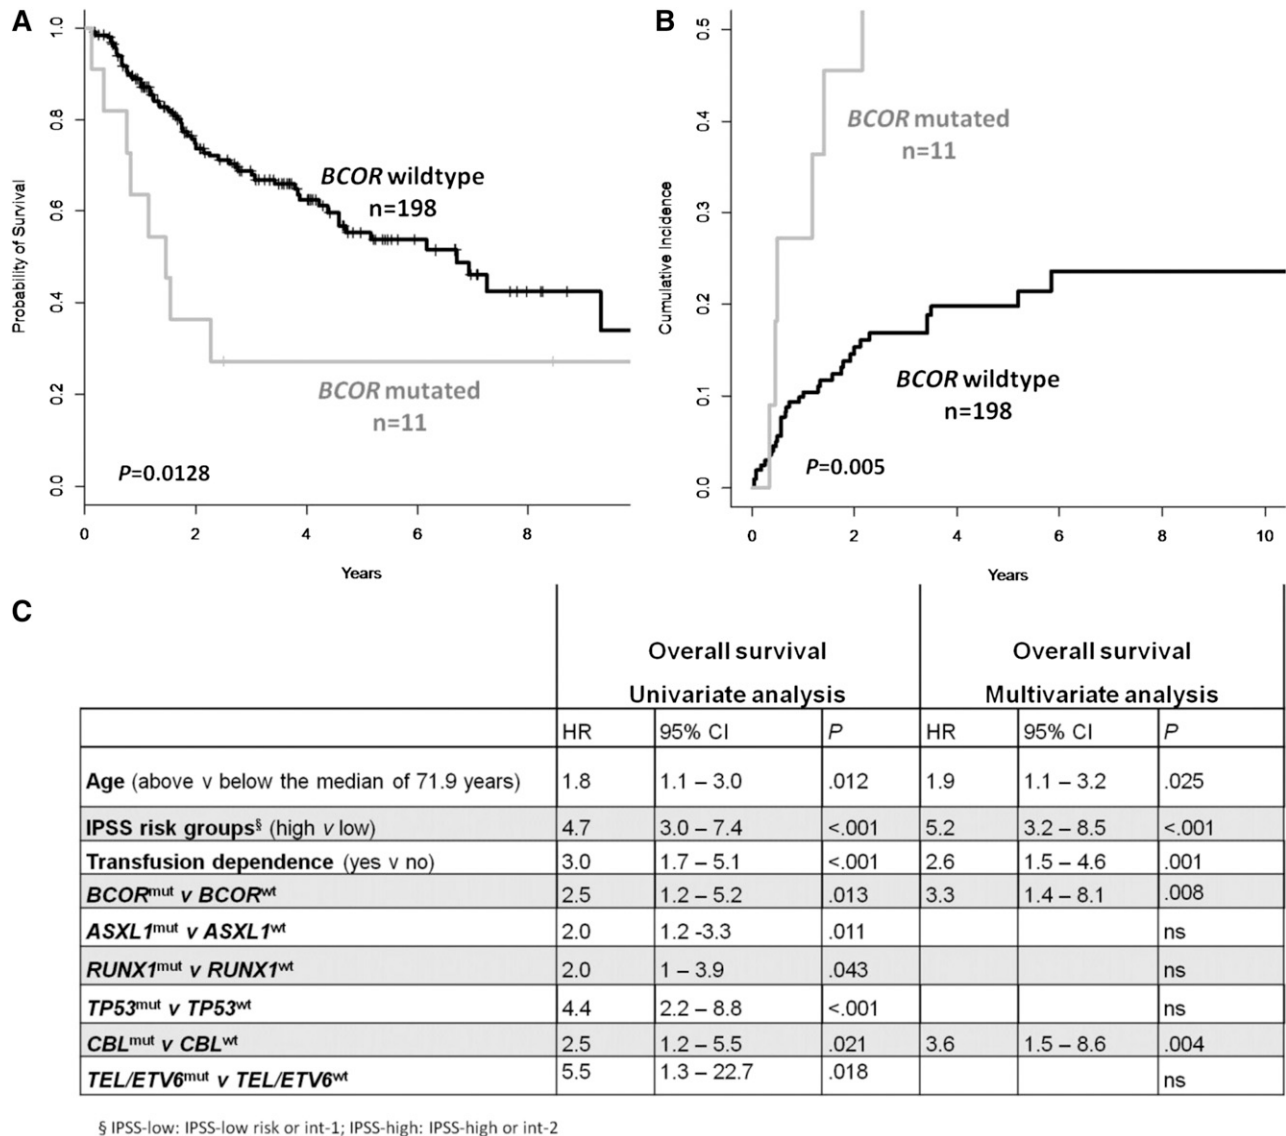 A
B
1.0
0.8
0.6
0.4
0.2
0.0
Probability of Survival
BCOR wildtype
n=198
BCOR mutated
n=11
P=0.0128
0 2 4 6 8
Years
0.5
0.4
0.3
0.2
0.1
0.0
Cumulative Incidence
BCOR mutated
n=11
BCOR wildtype
n=198
P=0.005
0 2 4 6 8 10
Years
C
Overall survival Overall survival
Univariate analysis Multivariate analysis
HR 95% CI P HR 95% CI P
Age (above v below the median of 71.9 years) 1.8 1.1 – 3.0 .012 1.9 1.1 – 3.2 .025
IPSS risk groups§ (high v low) 4.7 3.0 – 7.4 <.001 5.2 3.2 – 8.5 <.001
Transfusion dependence (yes v no) 3.0 1.7 – 5.1 <.001 2.6 1.5 – 4.6 .001
BCORmut v BCORwt 2.5 1.2 – 5.2 .013 3.3 1.4 – 8.1 .008
ASXL1mut v ASXL1wt 2.0 1.2 -3.3 .011 ns
RUNX1mut v RUNX1wt 2.0 1 – 3.9 .043 ns
TP53mut v TP53wt 4.4 2.2 – 8.8 <.001 ns
CBLmut v CBLwt 2.5 1.2 – 5.5 .021 3.6 1.5 – 8.6 .004
TEL/ETV6mut v TEL/ETV6wt 5.5 1.3 – 22.7 .018 ns
§ IPSS-low: IPSS-low risk or int-1; IPSS-high: IPSS-high or int-2